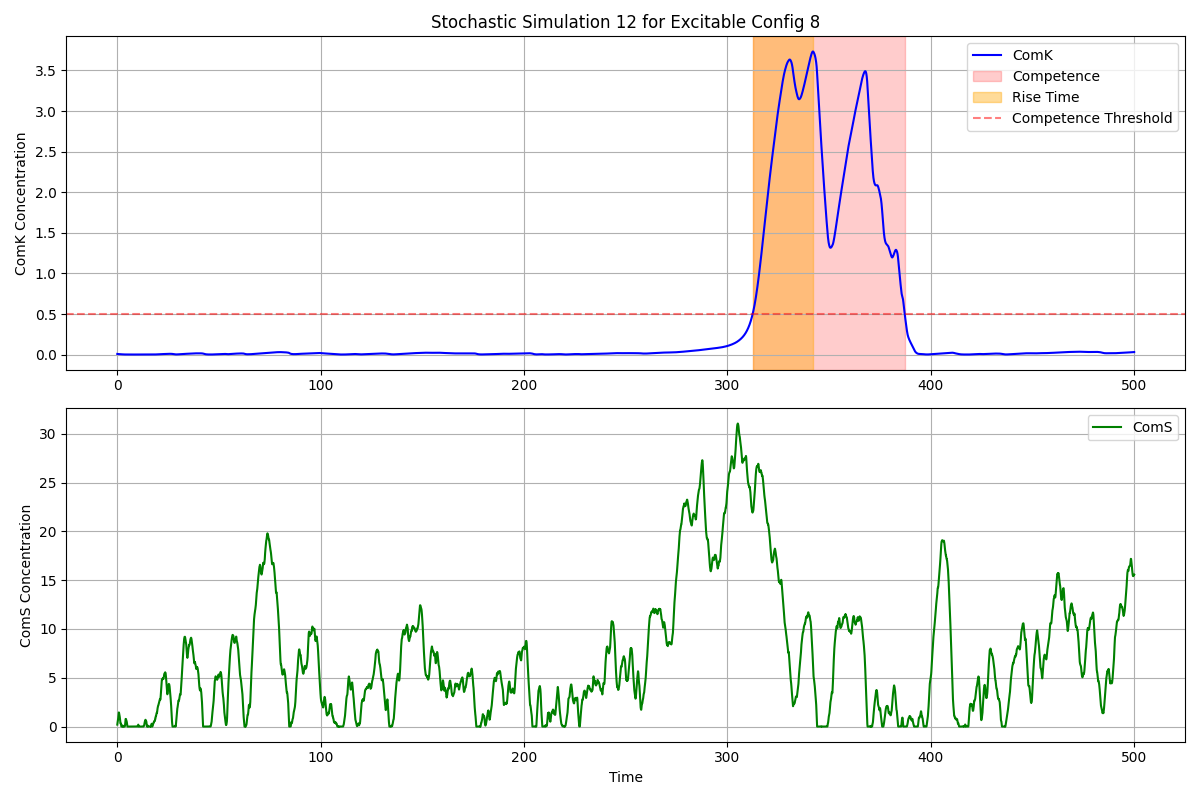 Stochastic Simulation 12 for Excitable Config 8
ComK Concentration
3.5
3.0
2.5
2.0
1.5
1.0
0.5
0.0
ComK
Competence
Rise Time
Competence Threshold
0 100 200 300 400 500
ComS Concentration
30
25
20
15
10
5
0
ComS
0 100 200 300 400 500
Time